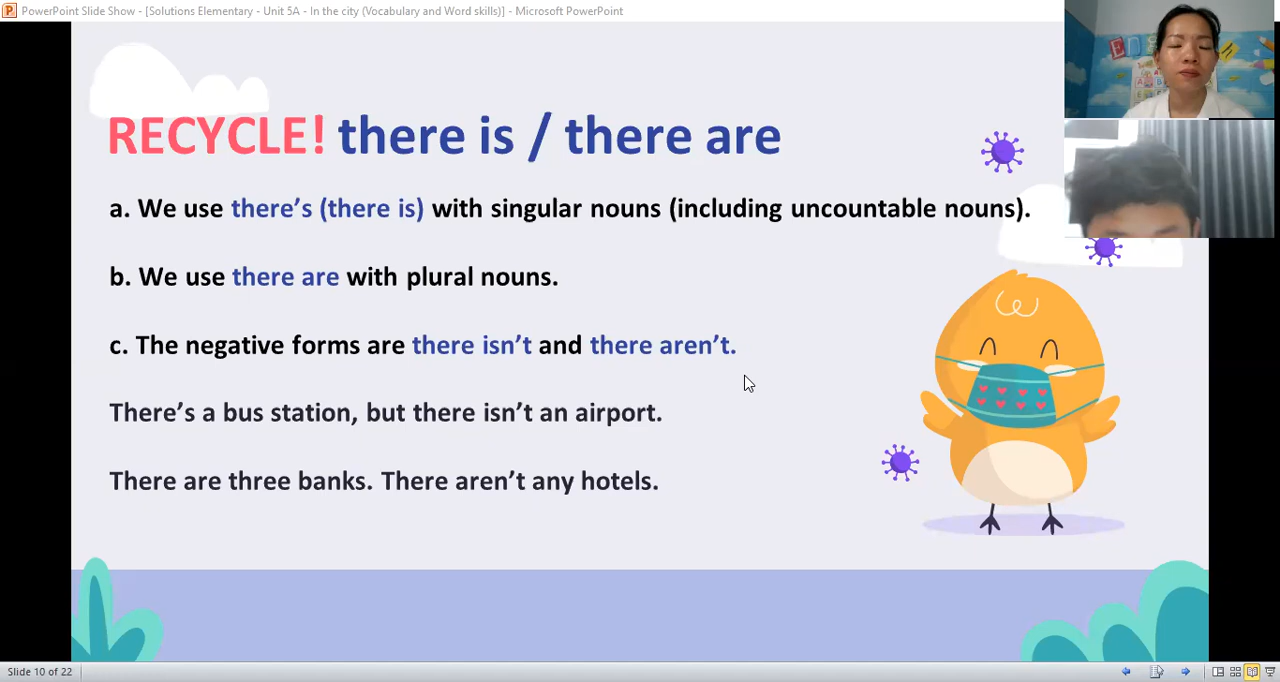 PowerPoint Slide Show - [Solutions Elementary - Unit 5A - In the city (Vocabulary and Word skills)] - Microsoft PowerPoint
RECYCLE! there is / there are
a. We use there's (there is) with singular nouns (including uncountable nouns).
b. We use there are with plural nouns.
c. The negative forms are there isn't and there aren't.
There's a bus station, but there isn't an airport.
There are three banks. There aren't any hotels.
Slide 10 of 22